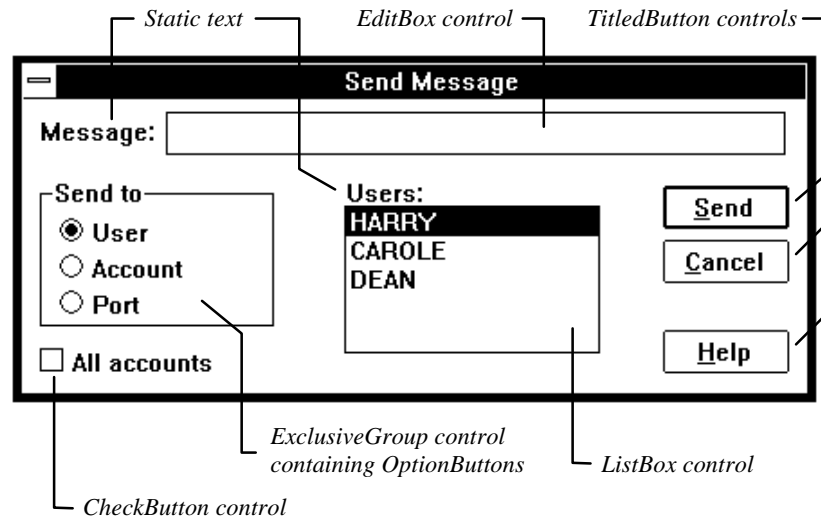 Static text
EditBox control
TitledButton controls
Send Message
Message:
Send to
User
Account
Port
All accounts
Users:
HARRY
CAROLE
DEAN
Send
Cancel
Help
ExclusiveGroup control
containing OptionButtons
ListBox control
CheckButton control